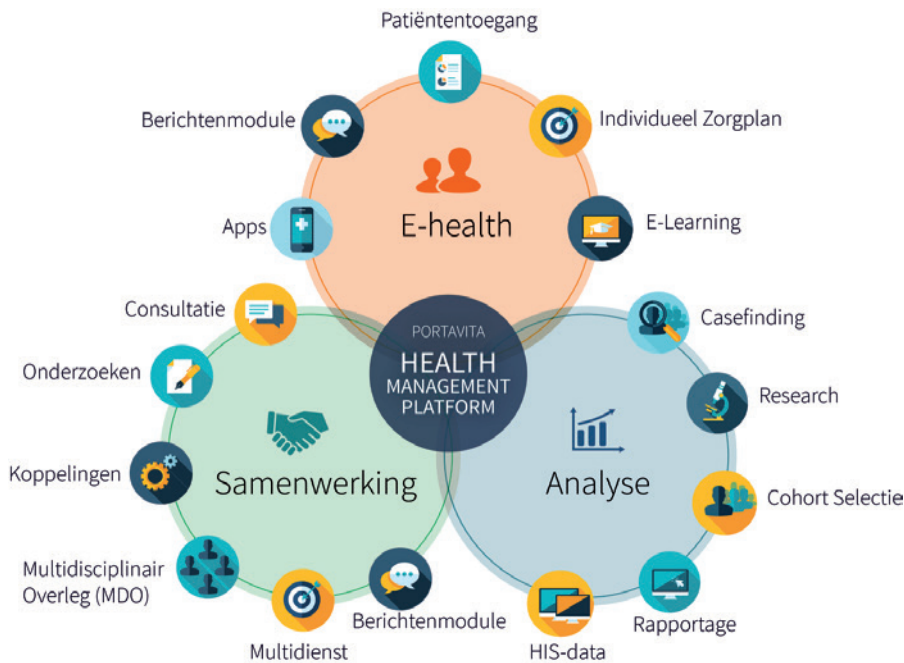 Patiëntentoegang
Berichtenmodule
Individueel Zorgplan
Apps
E-health
E-Learning
Consultatie
PORTAVITA
HEALTH
MANAGEMENT
PLATFORM
Casefinding
Onderzoeken
Research
Koppelingen
Samenwerking
Analyse
Cohort Selectie
Multidisciplinair
Overleg (MDO)
Berichtenmodule
Multidienst
HIS-data
Rapportage